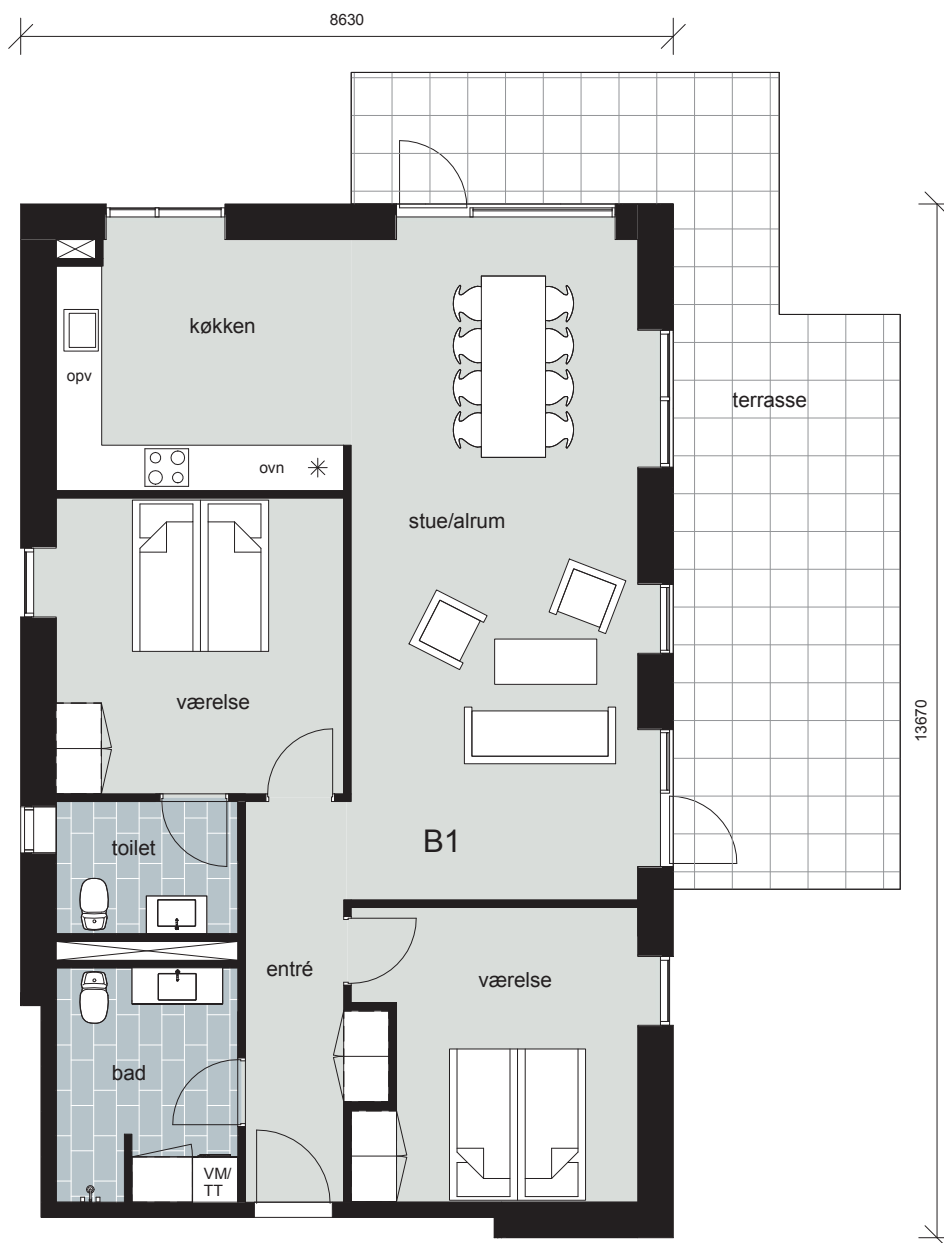 8630
køkken
opv
terrasse
ovn
stue/alrum
værelse
13670
B1
toilet
entré
værelse
bad
VM/
TT